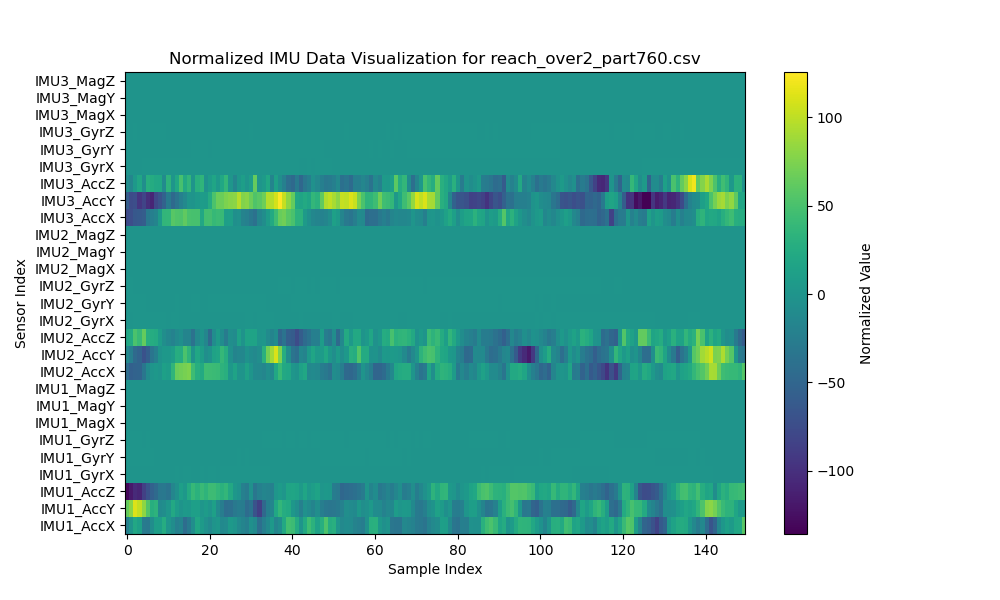 Normalized IMU Data Visualization for reach_over2_part760.csv
IMU3_MagZ
IMU3_MagY
IMU3_MagX
IMU3_GyrZ
IMU3_GyrY
IMU3_GyrX
IMU3_AccZ
IMU3_AccY
IMU3_AccX
IMU2_MagZ
IMU2_MagY
IMU2_MagX
IMU2_GyrZ
IMU2_GyrY
IMU2_GyrX
IMU2_AccZ
IMU2_AccY
IMU2_AccX
IMU1_MagZ
IMU1_MagY
IMU1_MagX
IMU1_GyrZ
IMU1_GyrY
IMU1_GyrX
IMU1_AccZ
IMU1_AccY
IMU1_AccX
Sensor Index
0 20 40 60 80 100 120 140
Sample Index
100
50
0
−50
−100
Normalized Value